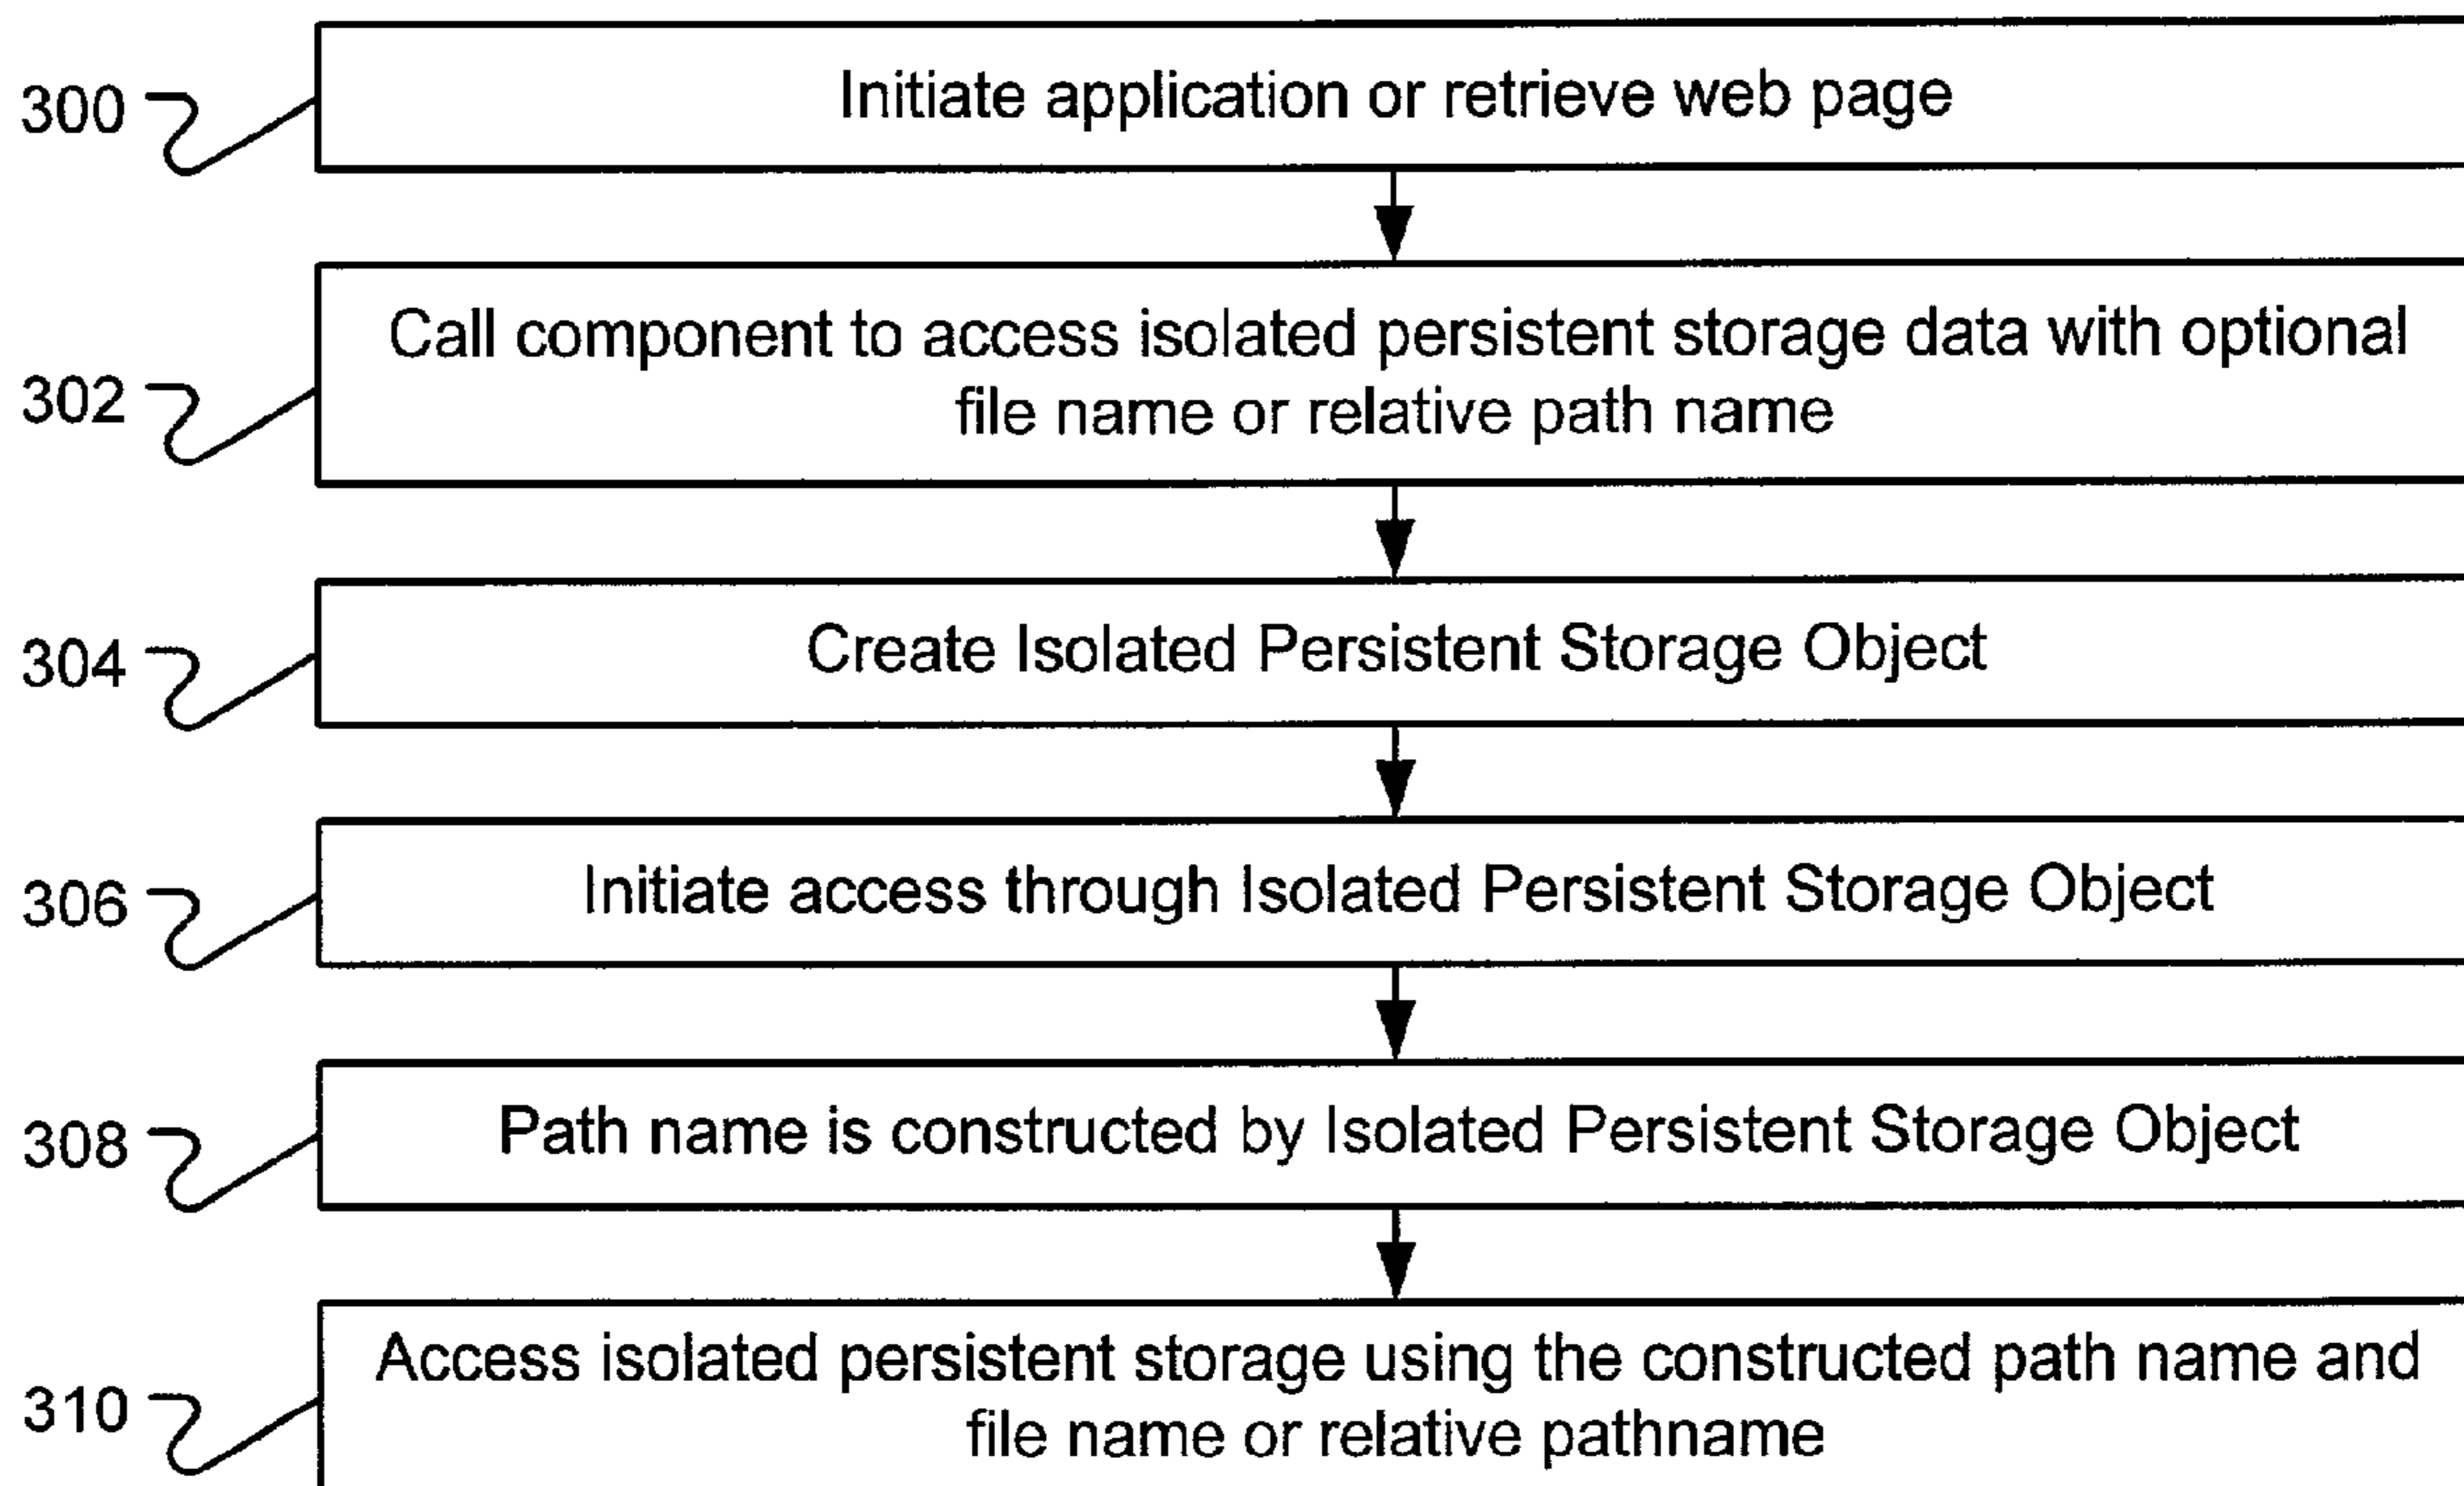 300
Initiate application or retrieve web page
302
Call component to access isolated persistent storage data with optional
file name or relative path name
304
Create Isolated Persistent Storage Object
306
Initiate access through Isolated Persistent Storage Object
308
Path name is constructed by Isolated Persistent Storage Object
310
Access isolated persistent storage using the constructed path name and
file name or relative pathname